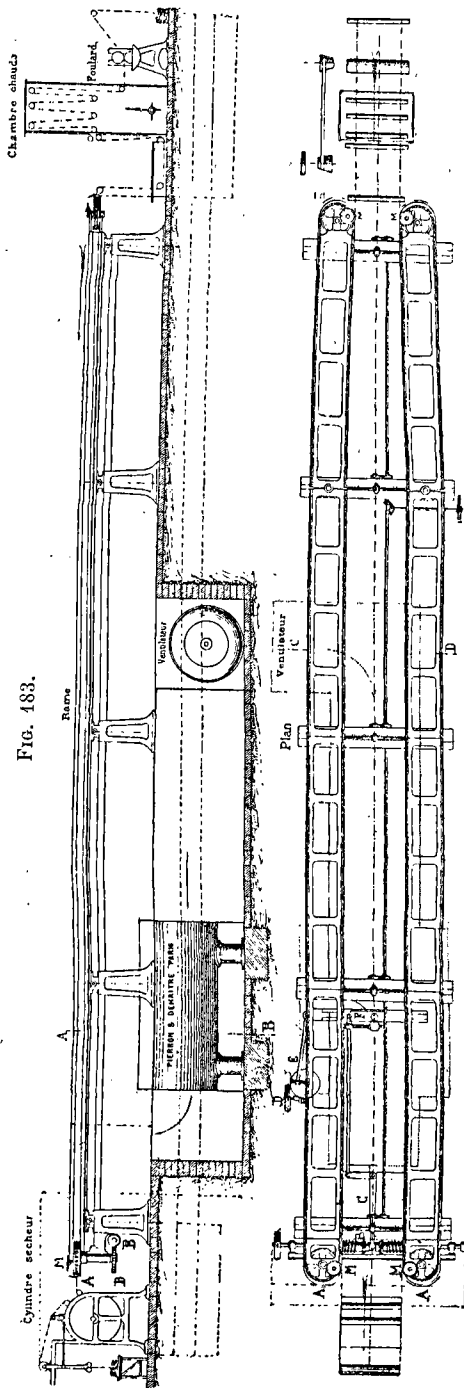 FIG. 183.
Cylindre sécheur
Rame
Chambre chaude
Foulard
A
M
A
D
B
PIERRON & DEHAITRE PARIS
B
Ventilateur
Plan
Ventilateur
C
D
E
D
C
A
M
M
A
M